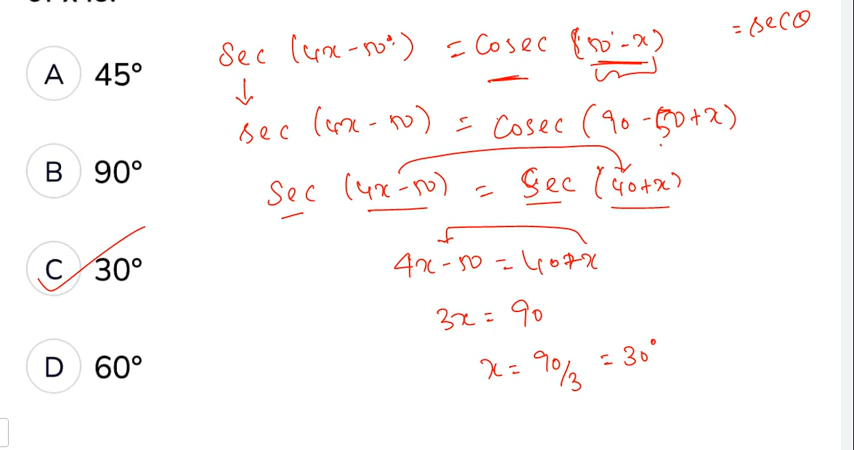 = secθ
Sec (4x-50°) = Cosec (50°-x)
A 45°
sec (4x-50) = Cosec (90-50+x)
B 90°
Sec (4x-50) = Sec (40+x)
C 30°
4x-50=40+x
3x = 90
x = 90/3 = 30°
D 60°